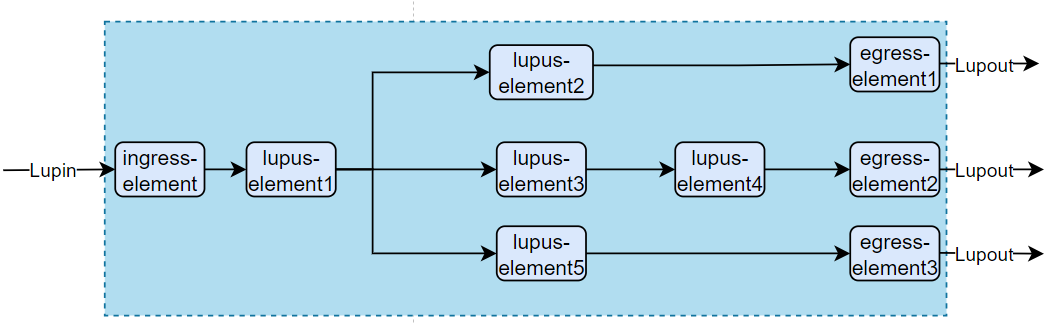 Lupin
ingress-
element
lupus-
element1
lupus-
element2
egress-
element1
Lupout
lupus-
element3
lupus-
element4
egress-
element2
Lupout
lupus-
element5
egress-
element3
Lupout